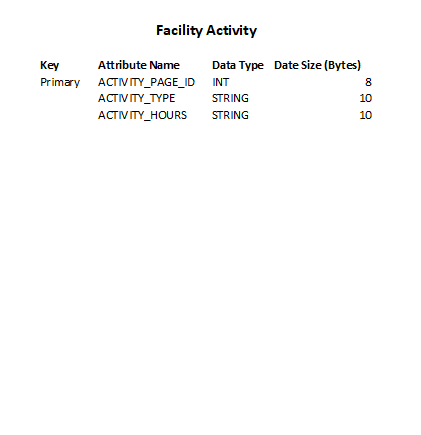 Facility Activity
Key Attribute Name Data Type Date Size (Bytes)
Primary ACTIVITY_PAGE_ID INT 8
ACTIVITY_TYPE STRING 10
ACTIVITY_HOURS STRING 10